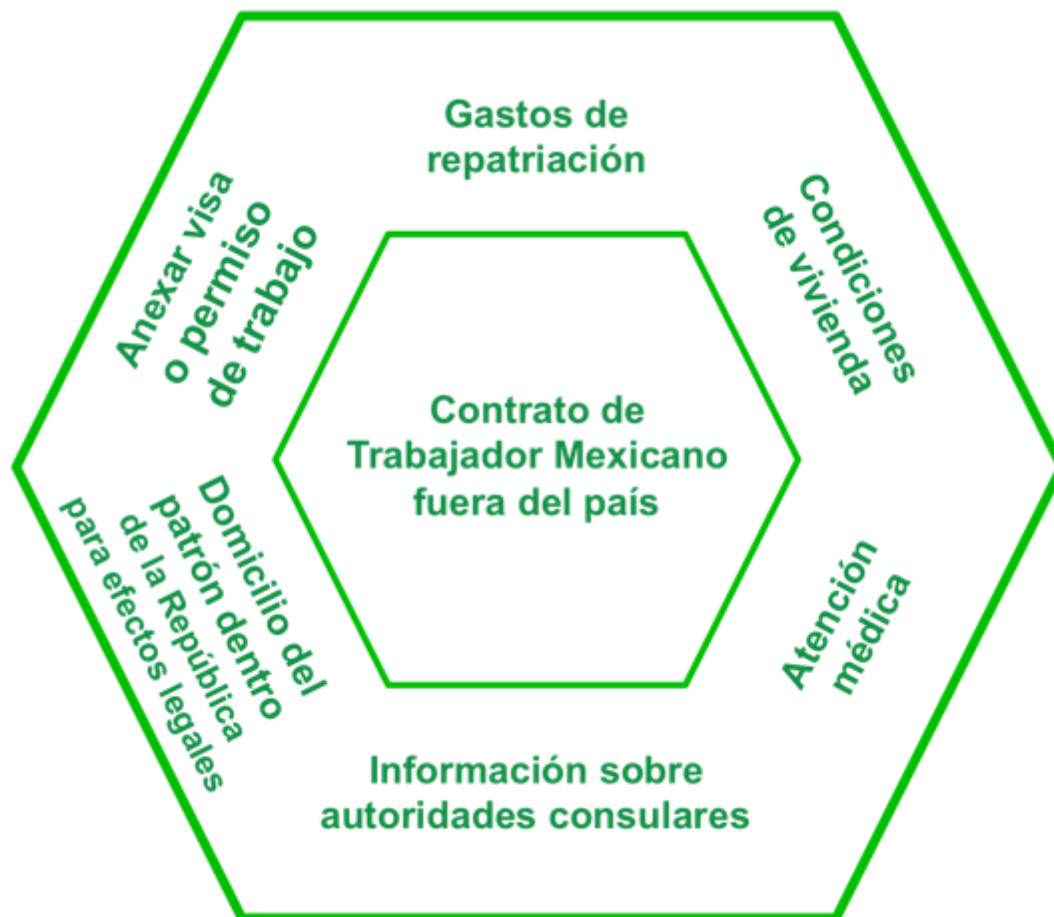 Gastos de
repatriación
Condiciones
de vivienda
Anexar visa
o permiso
de trabajo
Contrato de
Trabajador Mexicano
fuera del país
Domicilio del
patrón dentro
de la República
para efectos legales
Atención
médica
Información sobre
autoridades consulares